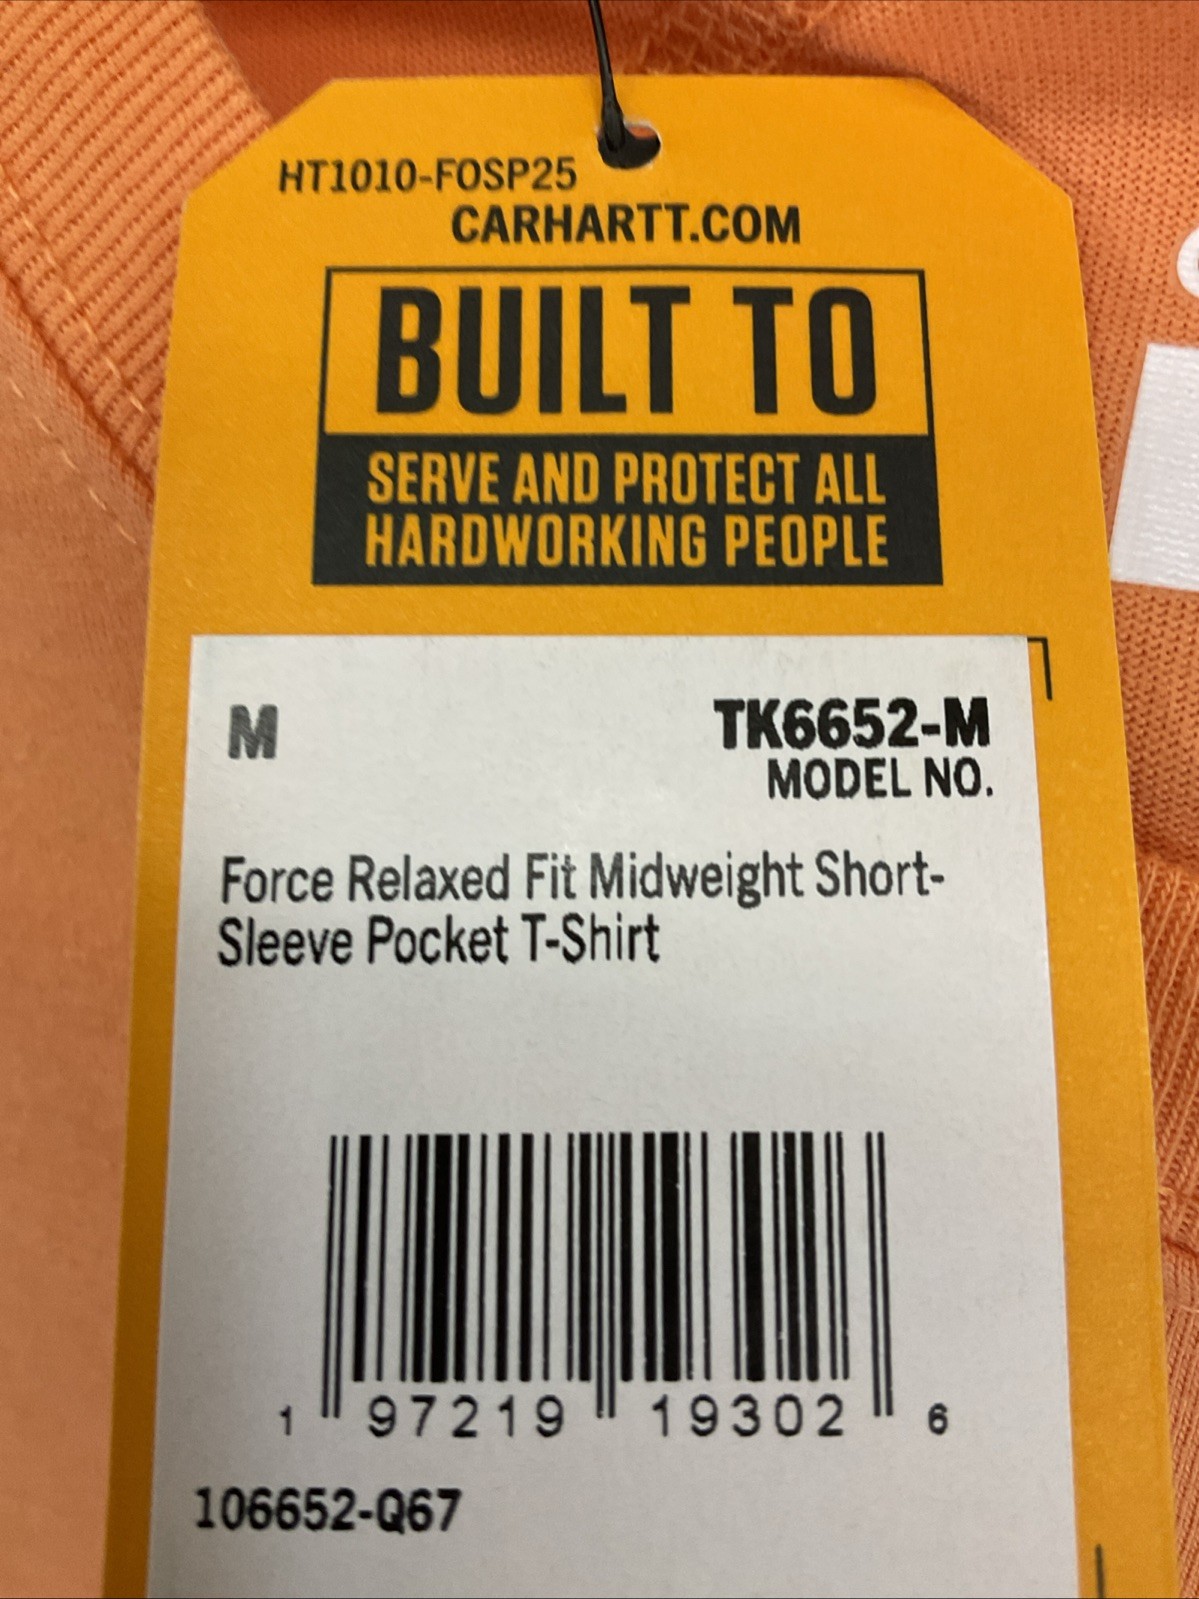 HT1010-FOSP25
CARHARTT.COM
BUILT TO
SERVE AND PROTECT ALL
HARDWORKING PEOPLE
M
TK6652-M
MODEL NO.
Force Relaxed Fit Midweight Short-
Sleeve Pocket T-Shirt
1 97219 19302 6
106652-Q67